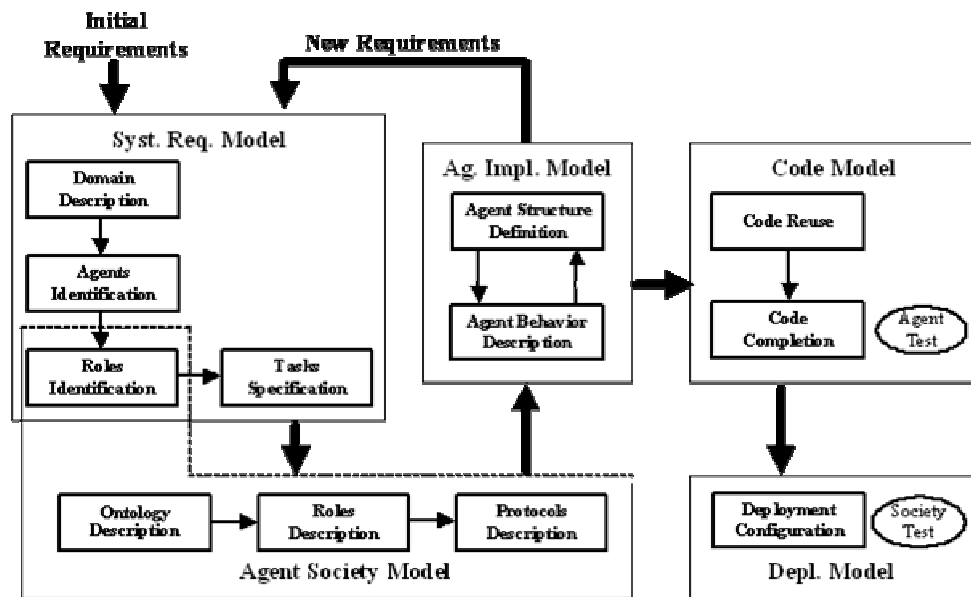 Initial
Requirements
New Requirements
Syst. Req. Model
Domain
Description
Agents
Identification
Roles
Identification
Tasks
Specification
Ag. Impl. Model
Agent Structure
Definition
Agent Behavior
Description
Code Model
Code Reuse
Code
Completion
Agent
Test
Ontology
Description
Roles
Description
Protocols
Description
Agent Society Model
Deployment
Configuration
Society
Test
Depl. Model